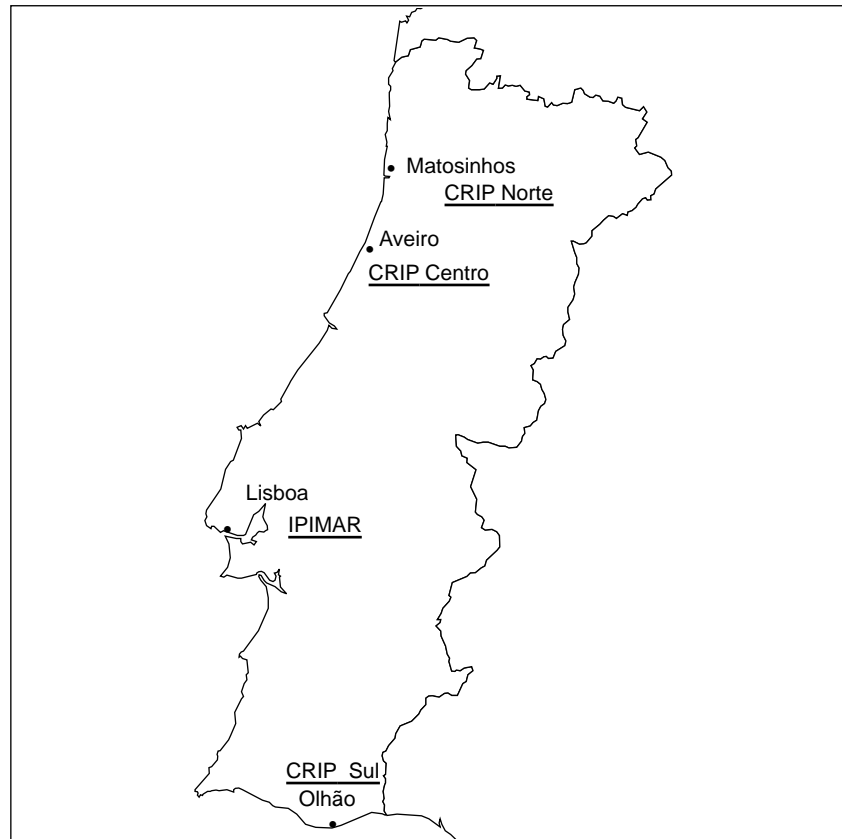 Matosinhos
CRIP Norte
Aveiro
CRIP Centro
Lisboa
IPIMAR
CRIP Sul
Olhão